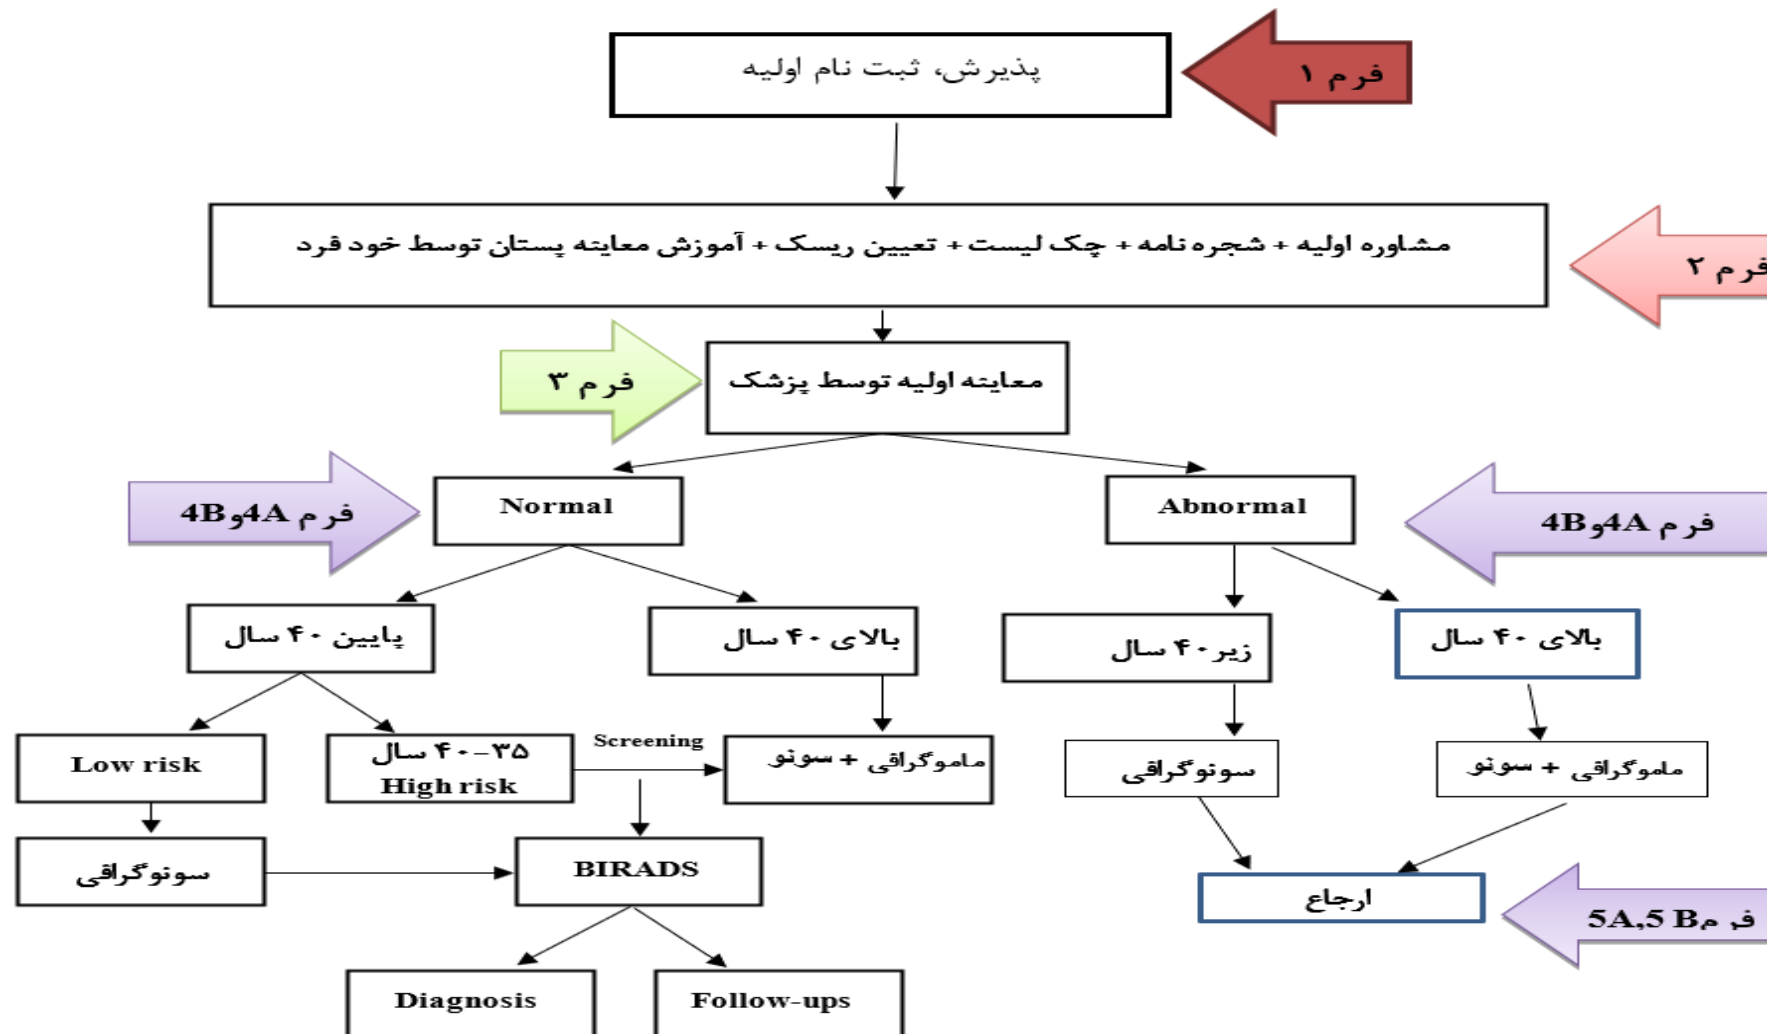 پذیرش، ثبت نام اولیه
فرم ۱
مشاوره اولیه + شجره نامه + چک لیست + تعیین ریسک + آموزش معاینه پستان توسط خود فرد
فرم ۲
معاینه اولیه توسط پزشک
فرم ۳
Normal
فرم 4Aو4B
Abnormal
فرم 4Aو4B
پایین ۴۰ سال
بالای ۴۰ سال
زیر۴۰ سال
بالای ۴۰ سال
Low risk
۴۰-۳۵ سال
High risk
Screening
ماموگرافی + سونو
سونوگرافی
ماموگرافی + سونو
سونوگرافی
BIRADS
ارجاع
فرم5A,5 B
Diagnosis
Follow-ups